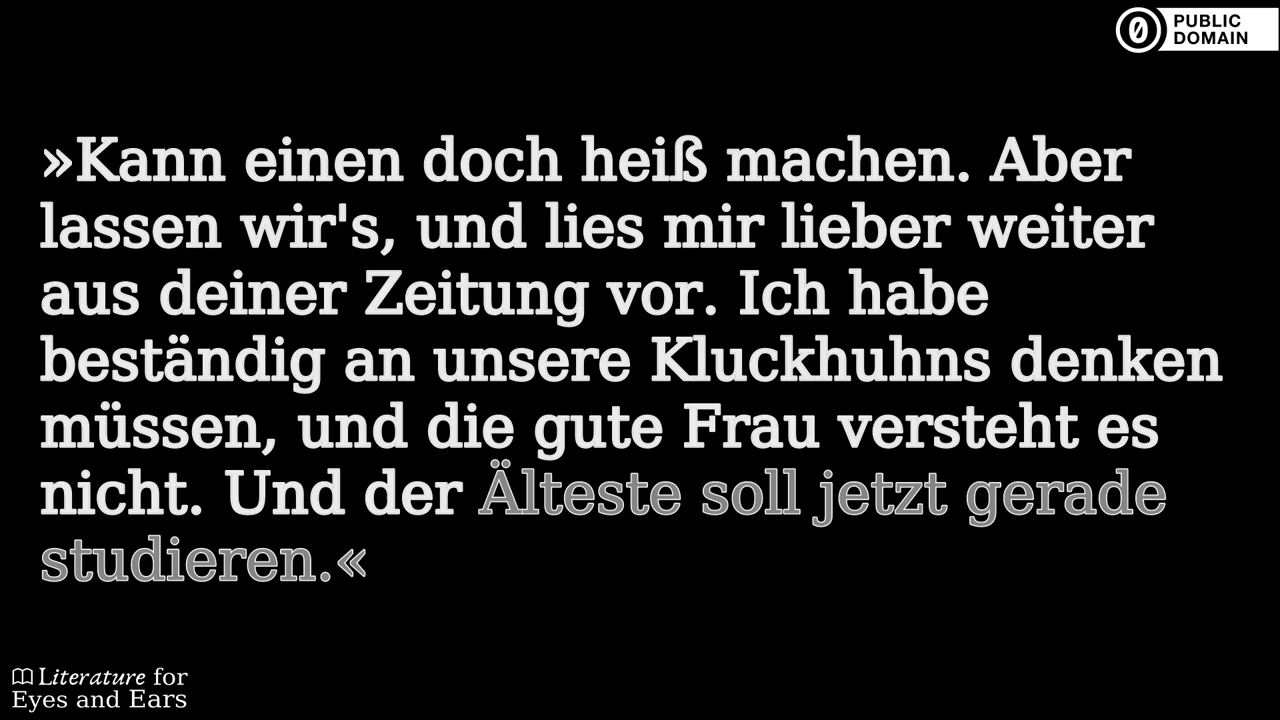 PUBLIC
DOMAIN
»Kann einen doch heiß machen. Aber
lassen wir's, und lies mir lieber weiter
aus deiner Zeitung vor. Ich habe
beständig an unsere Kluckhuhns denken
müssen, und die gute Frau versteht es
nicht. Und der Älteste soll jetzt gerade
studieren.«
Literature for
Eyes and Ears